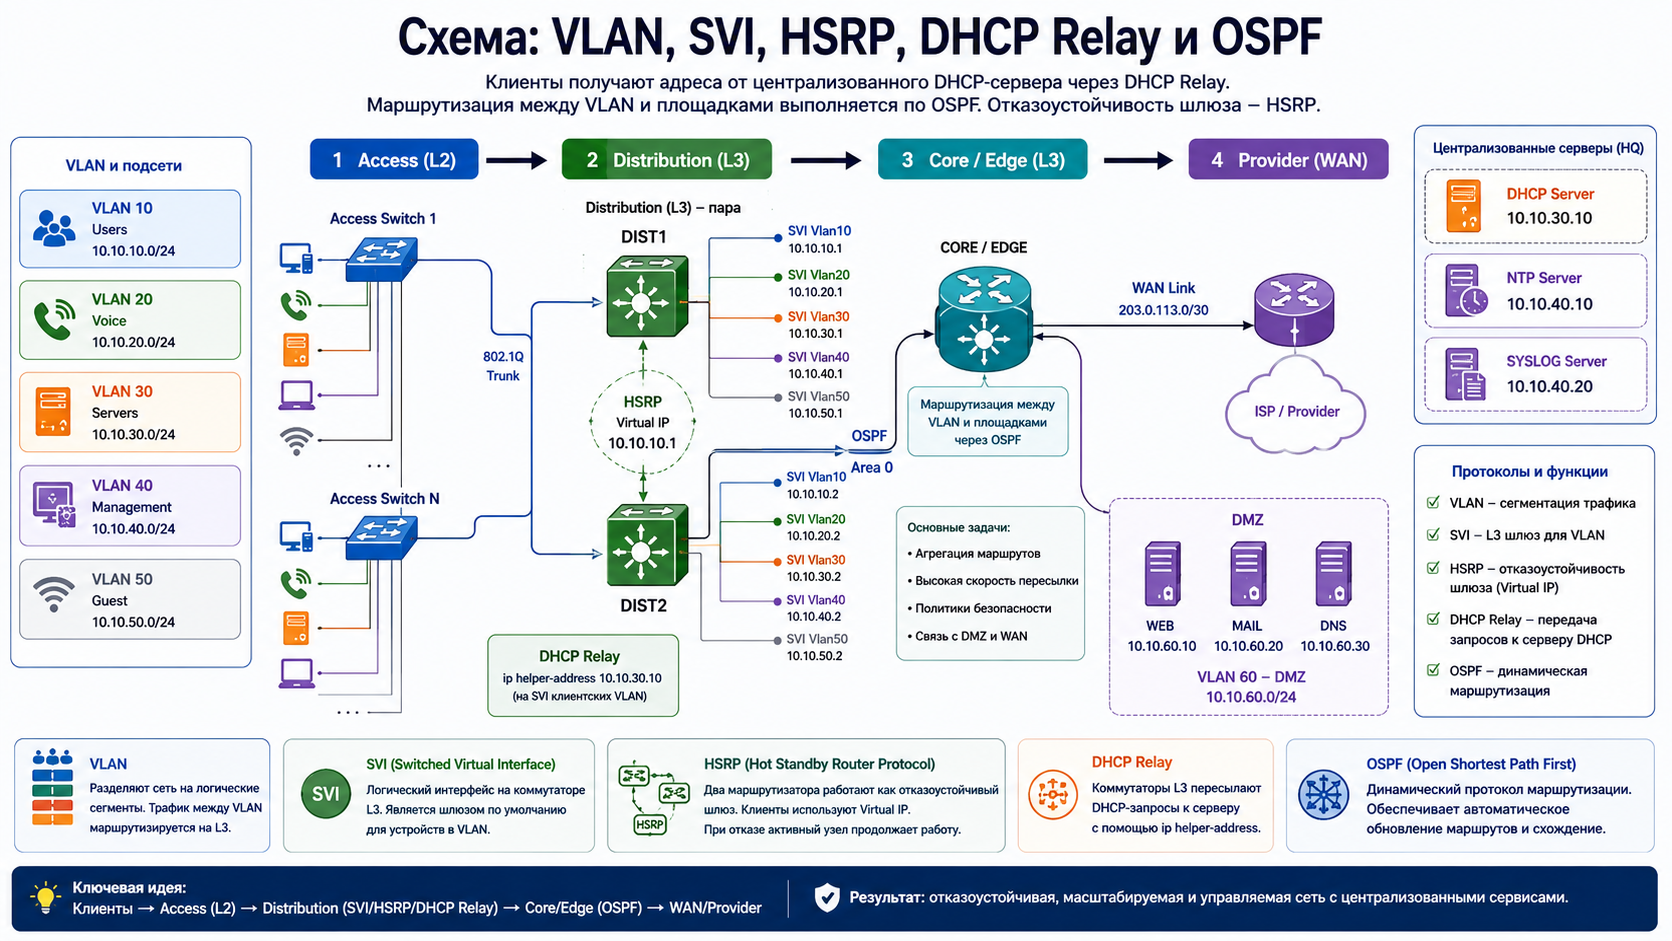 Схема: VLAN, SVI, HSRP, DHCP Relay и OSPF
Клиенты получают адреса от централизованного DHCP-сервера через DHCP Relay.
Маршрутизация между VLAN и площадками выполняется по OSPF. Отказоустойчивость шлюза – HSRP.
VLAN и подсети
VLAN 10
Users
10.10.10.0/24
VLAN 20
Voice
10.10.20.0/24
VLAN 30
Servers
10.10.30.0/24
VLAN 40
Management
10.10.40.0/24
VLAN 50
Guest
10.10.50.0/24
1 Access (L2)
2 Distribution (L3)
3 Core / Edge (L3)
4 Provider (WAN)
Access Switch 1
...
Access Switch N
...
802.1Q
Trunk
Distribution (L3) – пара
DIST1
SVI Vlan10
10.10.10.1
SVI Vlan20
10.10.20.1
SVI Vlan30
10.10.30.1
SVI Vlan40
10.10.40.1
SVI Vlan50
10.10.50.1
HSRP
Virtual IP
10.10.10.1
DIST2
SVI Vlan10
10.10.10.2
SVI Vlan20
10.10.20.2
SVI Vlan30
10.10.30.2
SVI Vlan40
10.10.40.2
SVI Vlan50
10.10.50.2
DHCP Relay
ip helper-address 10.10.30.10
(на SVI клиентских VLAN)
OSPF
Area 0
CORE / EDGE
Маршрутизация между
VLAN и площадками
через OSPF
Основные задачи:
• Агрегация маршрутов
• Высокая скорость пересылки
• Политики безопасности
• Связь с DMZ и WAN
WAN Link
203.0.113.0/30
ISP / Provider
DMZ
WEB
10.10.60.10
MAIL
10.10.60.20
DNS
10.10.60.30
VLAN 60 – DMZ
10.10.60.0/24
Централизованные серверы (HQ)
DHCP Server
10.10.30.10
NTP Server
10.10.40.10
SYSLOG Server
10.10.40.20
Протоколы и функции
VLAN – сегментация трафика
SVI – L3 шлюз для VLAN
HSRP – отказоустойчивость
шлюза (Virtual IP)
DHCP Relay – передача
запросов к серверу DHCP
OSPF – динамическая
маршрутизация
VLAN
Разделяют сеть на логические
сегменты. Трафик между VLAN
маршрутизируется на L3.
SVI
SVI (Switched Virtual Interface)
Логический интерфейс на коммутаторе
L3. Является шлюзом по умолчанию
для устройств в VLAN.
HSRP
HSRP (Hot Standby Router Protocol)
Два маршрутизатора работают как отказоустойчивый
шлюз. Клиенты используют Virtual IP.
При отказе активный узел продолжает работу.
DHCP Relay
Коммутаторы L3 пересылают
DHCP-запросы к серверу
с помощью ip helper-address.
OSPF (Open Shortest Path First)
Динамический протокол маршрутизации.
Обеспечивает автоматическое
обновление маршрутов и схождение.
Ключевая идея:
Клиенты → Access (L2) → Distribution (SVI/HSRP/DHCP Relay) → Core/Edge (OSPF) → WAN/Provider
Результат: отказоустойчивая, масштабируемая и управляемая сеть с централизованными сервисами.